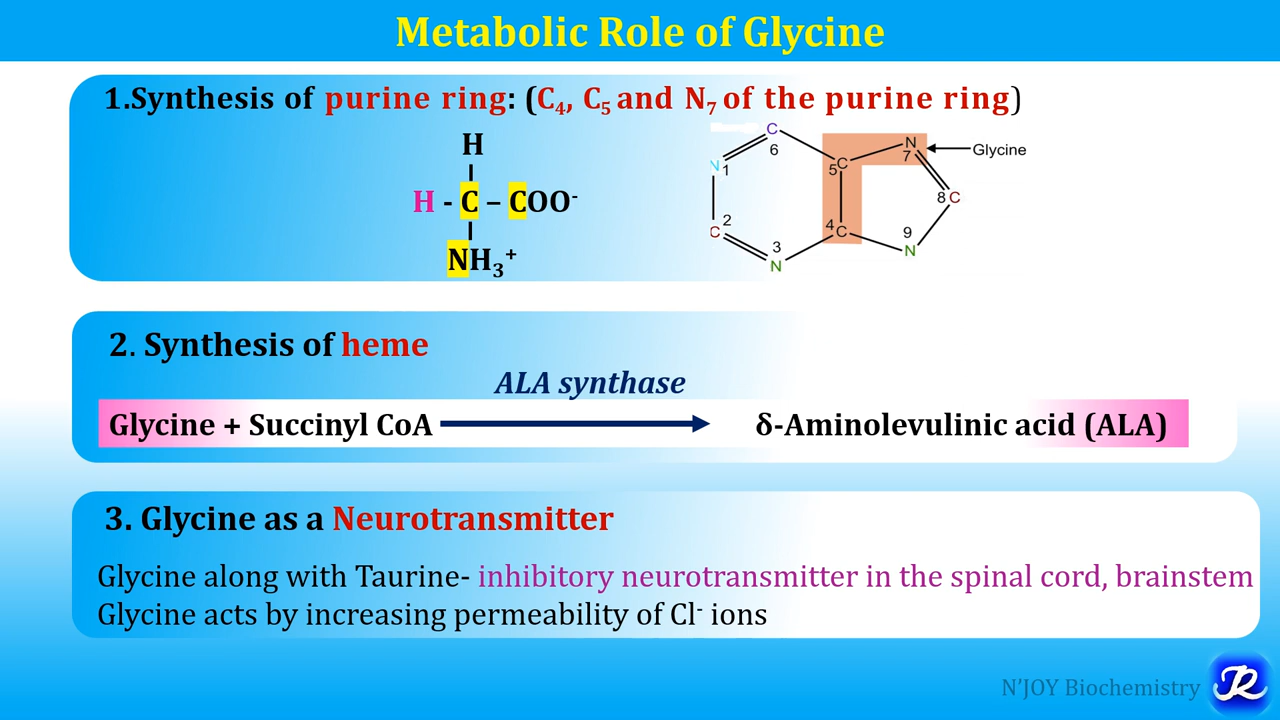 Metabolic Role of Glycine
1.Synthesis of purine ring: (C₄, C₅ and N₇ of the purine ring)
H
H - C – COO⁻
NH₃⁺
C
6
N
1
C
2
N
3
4
C
5
C
N
7
8
C
9
N
Glycine
2. Synthesis of heme
ALA synthase
Glycine + Succinyl CoA
δ-Aminolevulinic acid (ALA)
3. Glycine as a Neurotransmitter
Glycine along with Taurine- inhibitory neurotransmitter in the spinal cord, brainstem
Glycine acts by increasing permeability of Cl⁻ ions
N'JOY Biochemistry
JR